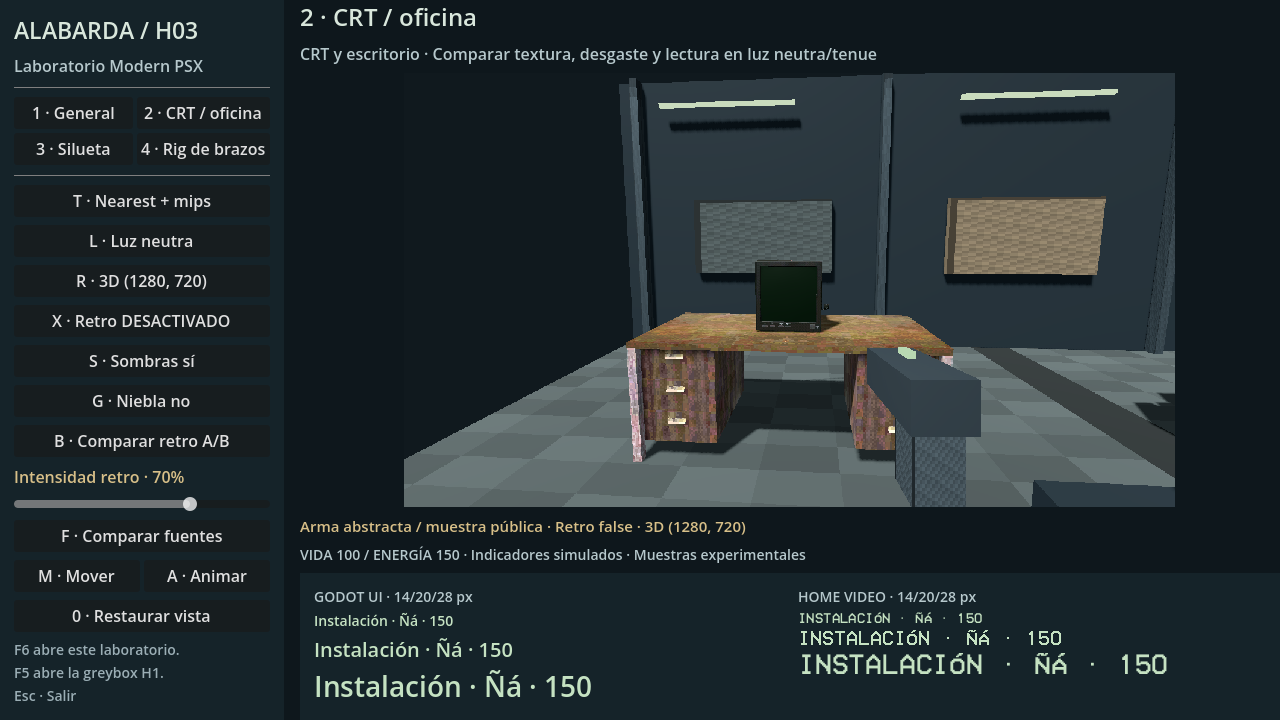 ALABARDA / H03
Laboratorio Modern PSX
1 · General
2 · CRT / oficina
3 · Silueta
4 · Rig de brazos
T · Nearest + mips
L · Luz neutra
R · 3D (1280, 720)
X · Retro DESACTIVADO
S · Sombras sí
G · Niebla no
B · Comparar retro A/B
Intensidad retro · 70%
F · Comparar fuentes
M · Mover
A · Animar
0 · Restaurar vista
F6 abre este laboratorio.
F5 abre la greybox H1.
Esc · Salir
2 · CRT / oficina
CRT y escritorio · Comparar textura, desgaste y lectura en luz neutra/tenue
Arma abstracta / muestra pública · Retro false · 3D (1280, 720)
VIDA 100 / ENERGÍA 150 · Indicadores simulados · Muestras experimentales
GODOT UI · 14/20/28 px
Instalación · Ñá · 150
Instalación · Ñá · 150
Instalación · Ñá · 150
HOME VIDEO · 14/20/28 px
INSTALACIóN · Ñá · 150
INSTALACIóN · Ñá · 150
INSTALACIóN · Ñá · 150